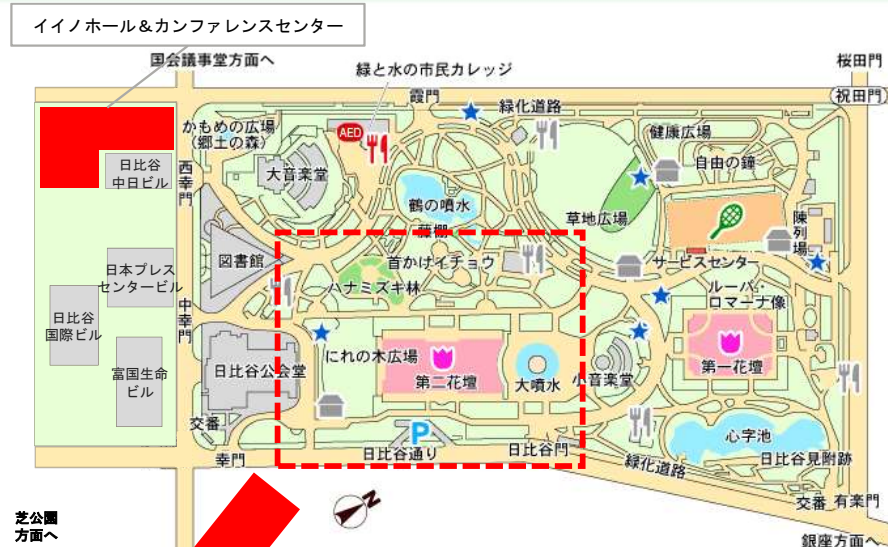 イイノホール&カンファレンスセンター
国会議事堂方面へ
桜田門
緑と水の市民カレッジ
霞門
祝田門
緑化道路
かもめの広場
(郷土の森)
AED
健康広場
日比谷
中日ビル
西幸門
大音楽堂
自由の鐘
鶴の噴水
草地広場
陳列場
藤棚
図書館
首かけイチョウ
サービスセンター
日本プレス
センタービル
ハナミズキ林
ルーパ・
ロマーナ像
日比谷
国際ビル
中幸門
にれの木広場
富国生命
ビル
日比谷公会堂
第二花壇
大噴水
小音楽堂
第一花壇
交番
P
心字池
幸門
日比谷通り
日比谷門
緑化道路
日比谷見附跡
交番
有楽門
芝公園
方面へ
N
銀座方面へ